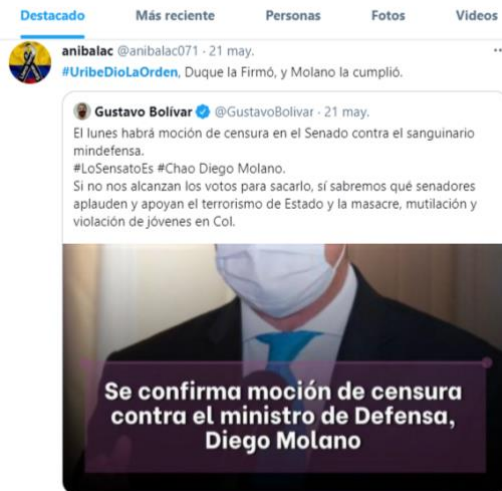 Destacado Más reciente Personas Fotos Videos
anibalac @anibalac071 · 21 may.
#UribeDioLaOrden, Duque la Firmó, y Molano la cumplió.
Gustavo Bolívar @GustavoBolivar · 21 may.
El lunes habrá moción de censura en el Senado contra el sanguinario
mindefensa.
#LoSensatoEs #Chao Diego Molano.
Si no nos alcanzan los votos para sacarlo, sí sabremos qué senadores
aplauden y apoyan el terrorismo de Estado y la masacre, mutilación y
violación de jóvenes en Col.
Se confirma moción de censura
contra el ministro de Defensa,
Diego Molano